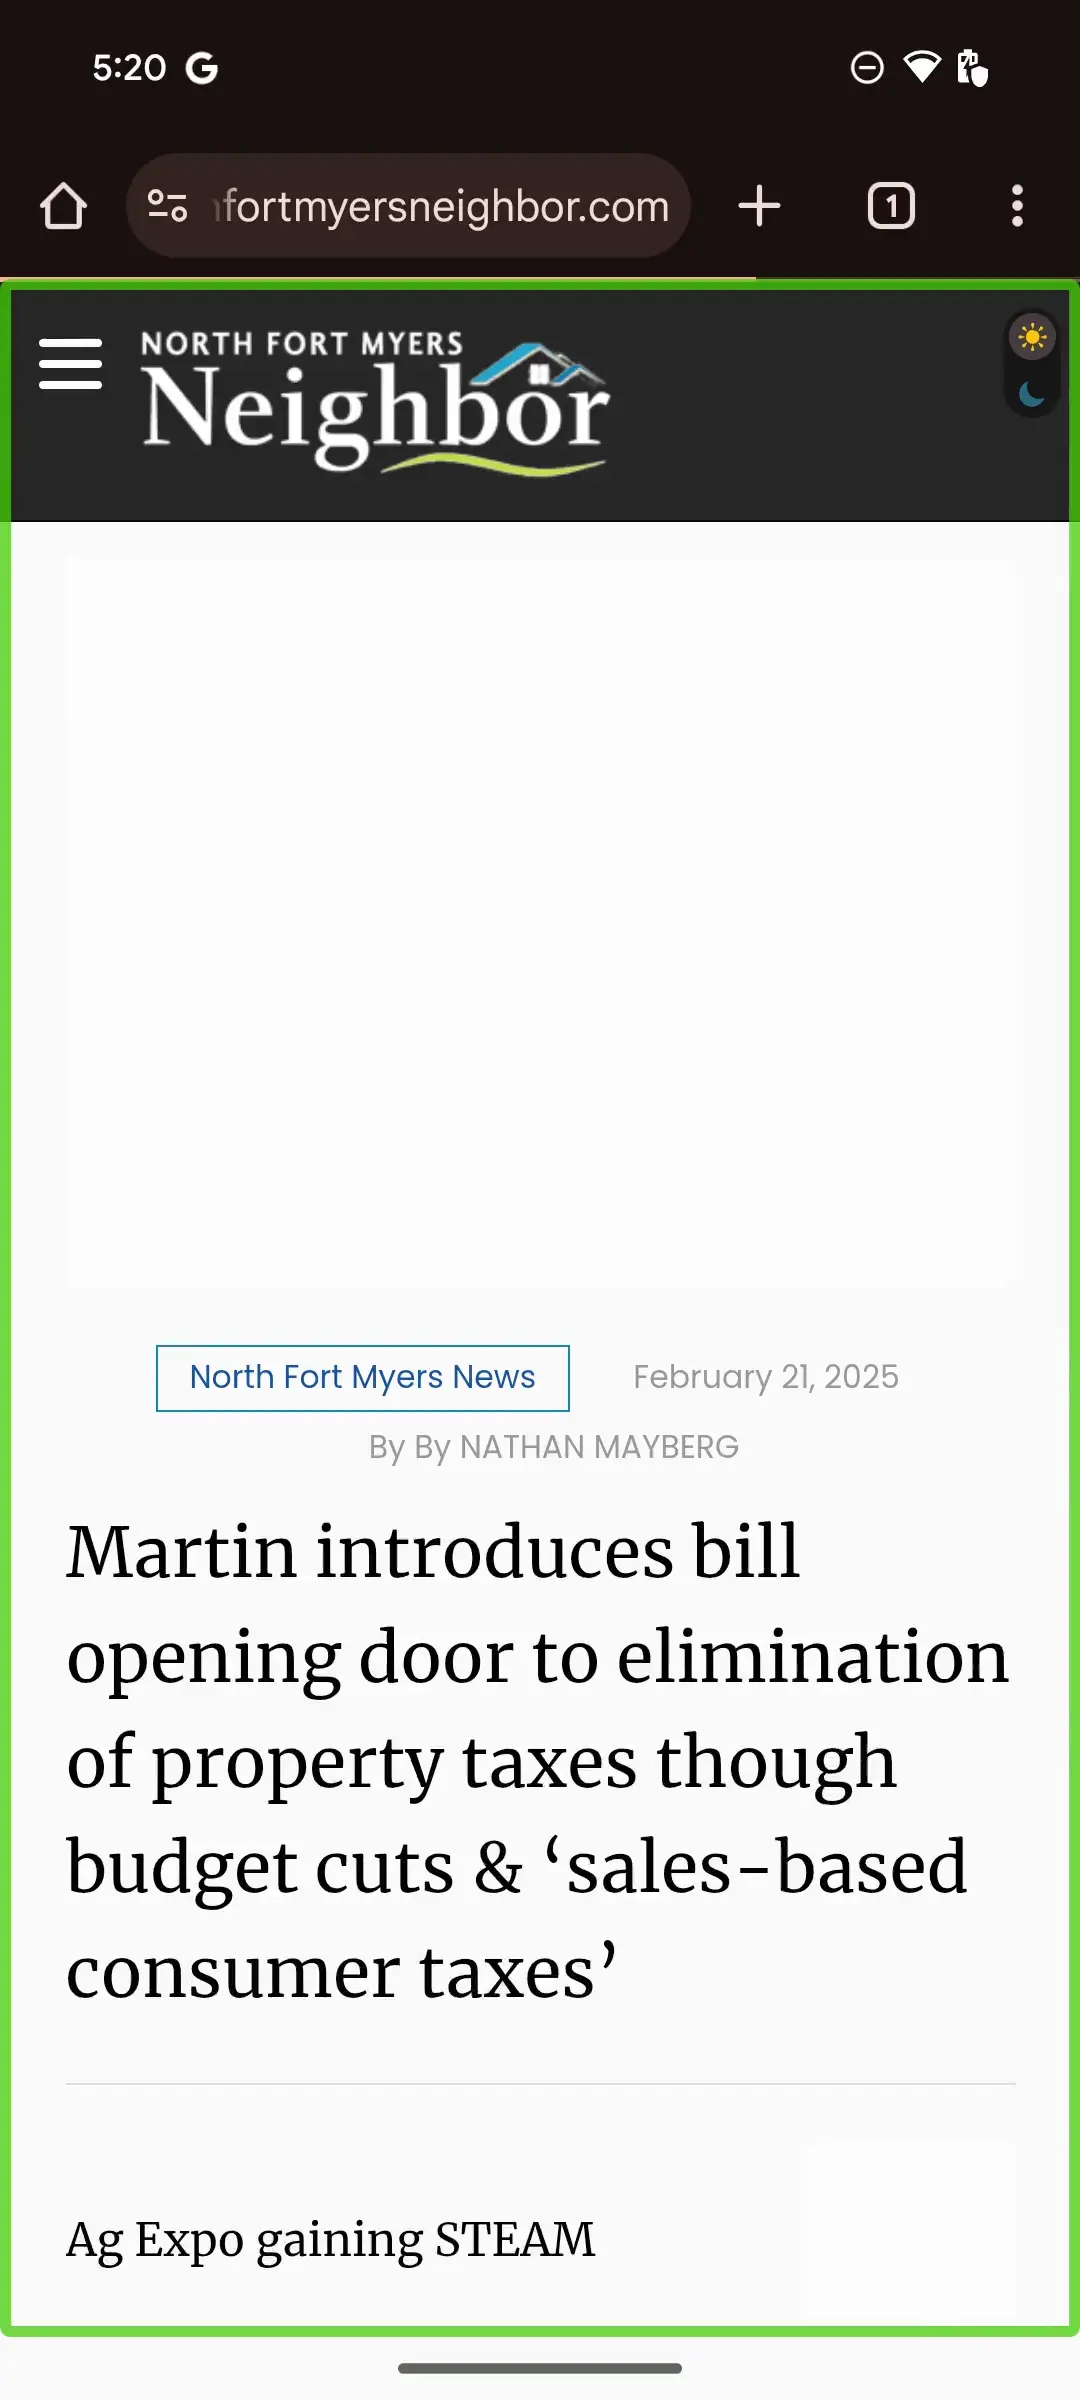 5:20
nfortmyersneighbor.com
1
NORTH FORT MYERS
Neighbor
North Fort Myers News
February 21, 2025
By By NATHAN MAYBERG
Martin introduces bill
opening door to elimination
of property taxes though
budget cuts & ‘sales-based
consumer taxes’
Ag Expo gaining STEAM